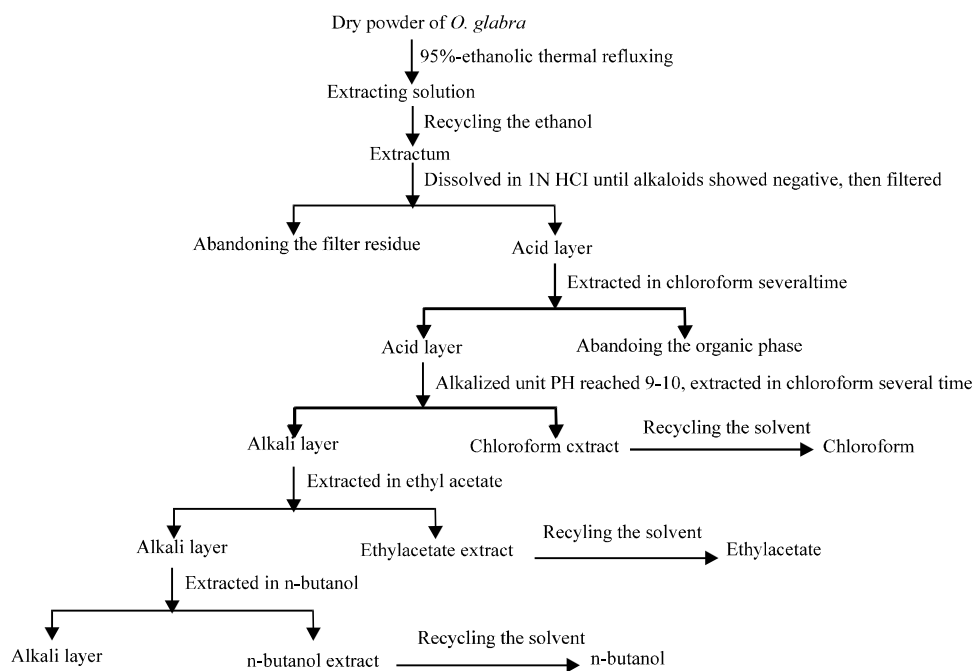 Dry powder of O. glabra
95%-ethanolic thermal refluxing
Extracting solution
Recycling the ethanol
Extractum
Dissolved in 1N HCI until alkaloids showed negative, then filtered
Abandoning the filter residue
Acid layer
Extracted in chloroform severaltime
Acid layer
Abandoing the organic phase
Alkalized unit PH reached 9-10, extracted in chloroform several time
Alkali layer
Chloroform extract
Recycling the solvent
Chloroform
Extracted in ethyl acetate
Alkali layer
Ethylacetate extract
Recyling the solvent
Ethylacetate
Extracted in n-butanol
Alkali layer
n-butanol extract
Recycling the solvent
n-butanol